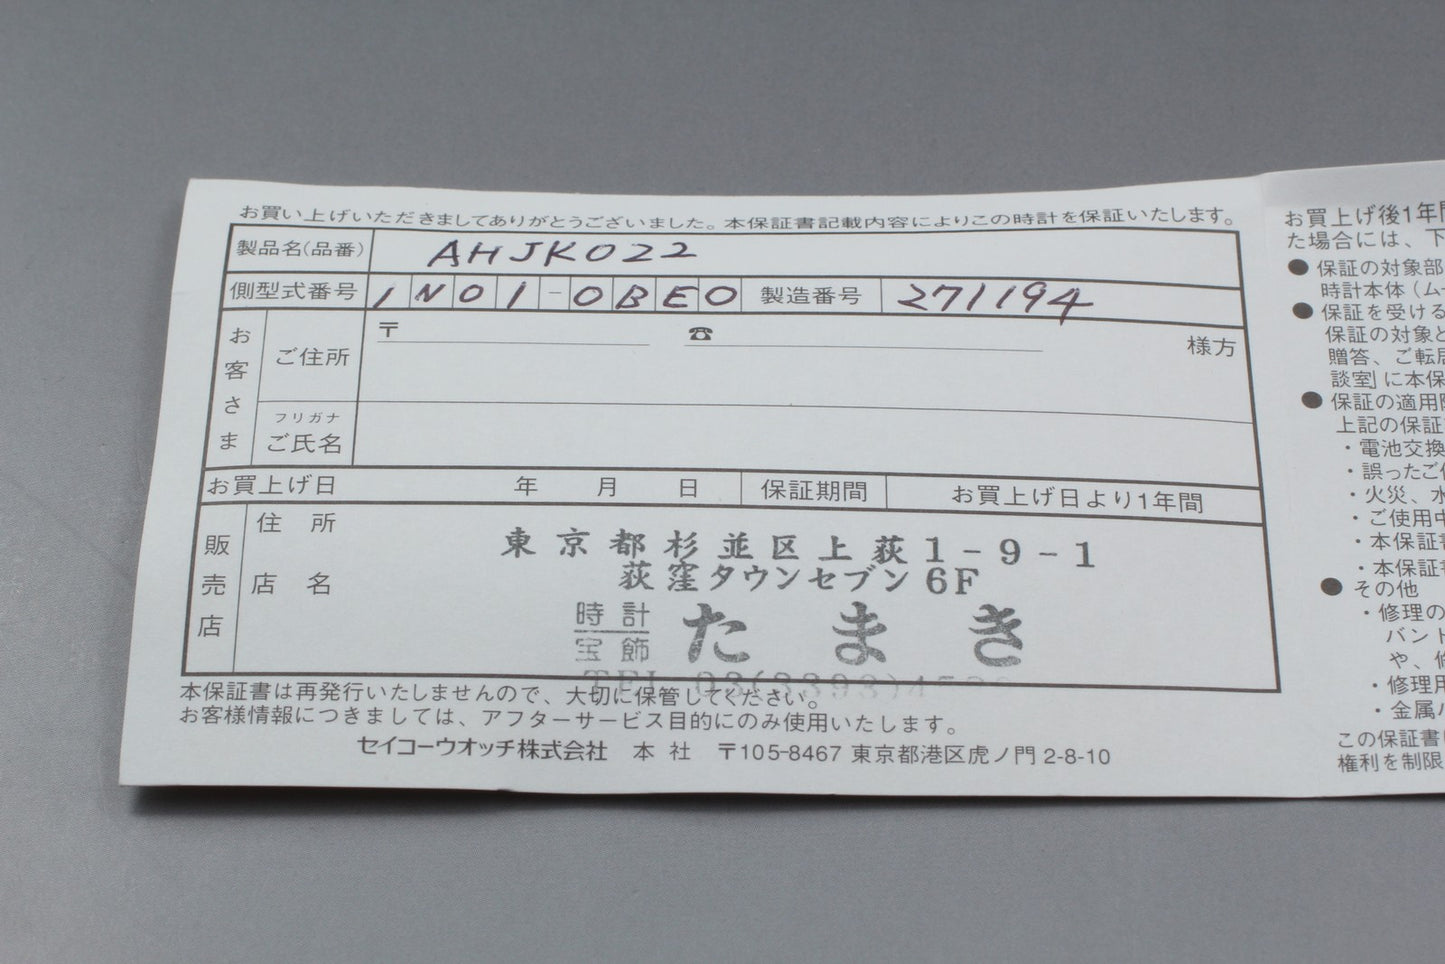 お買い上げいただきましてありがとうございました。本保証書記載内容によりこの時計を保証いたします。
製品名(品番) AHJK022
側型式番号 1N01-0BE0 製造番号 271194
お客さま
ご住所 〒 ☎ 様方
フリガナ
ご氏名
お買上げ日 年 月 日 保証期間 お買上げ日より1年間
販売店
住所 東京都杉並区上荻1-9-1
荻窪タウンセブン6F
店名 時計宝飾 たまき
TEL 03(3393)
本保証書は再発行いたしませんので、大切に保管してください。
お客様情報につきましては、アフターサービス目的にのみ使用いたします。
セイコーウオッチ株式会社 本社 〒105-8467 東京都港区虎ノ門2-8-10
お買上げ後1年
た場合には、下
●保証の対象部
時計本体(ム
●保証を受ける
保証の対象と
贈答、ご転居
談室」に本保
●保証の適用
上記の保証
・電池交換
・誤ったご
・火災、水
・ご使用中
・本保証書
・本保証
●その他
・修理の
バンド
や、修
・修理用
・金属
この保証書
権利を制限